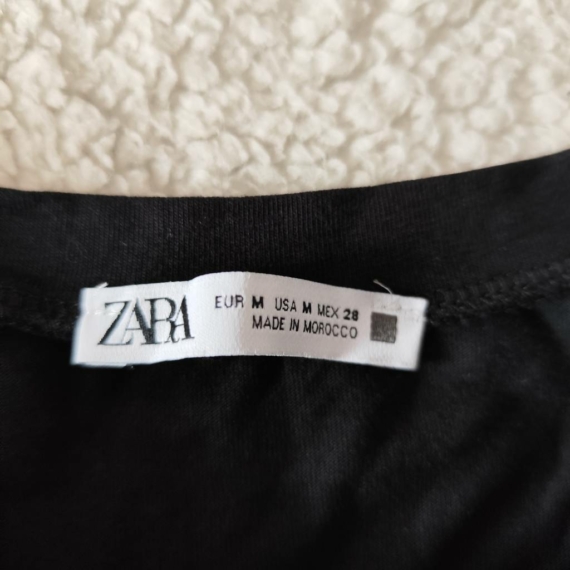 ZARA
EUR M USA M MEX 28
MADE IN MOROCCO